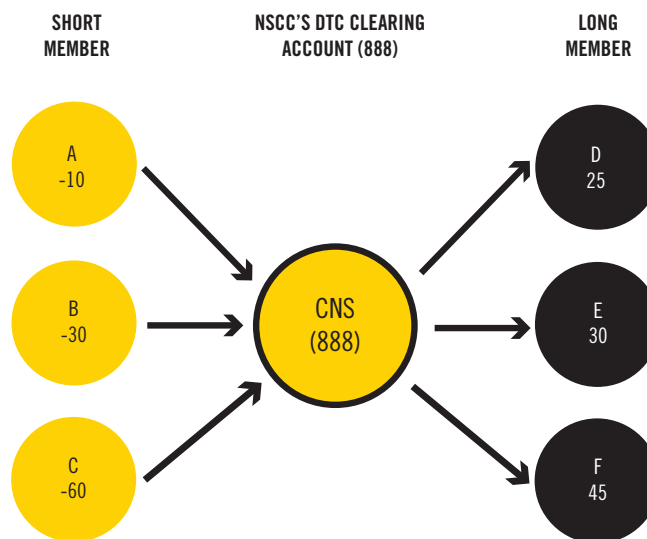 SHORT
MEMBER
NSCC'S DTC CLEARING
ACCOUNT (888)
LONG
MEMBER
A
-10
B
-30
C
-60
CNS
(888)
D
25
E
30
F
45